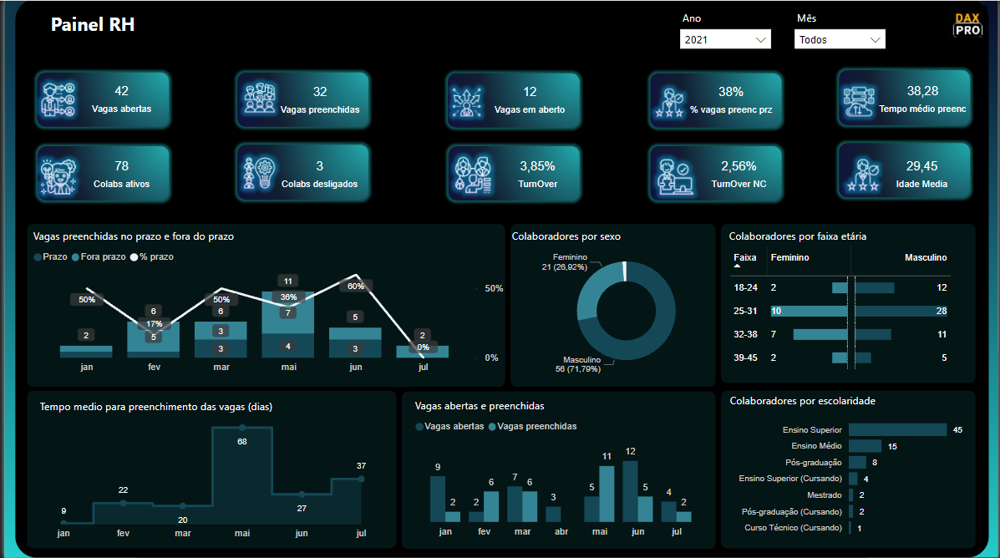 Painel RH
Ano
Mês
2021
Todos
DAX
PRO
42
Vagas abertas
32
Vagas preenchidas
12
Vagas em aberto
38%
% vagas preenc prz
38,28
Tempo médio preenc
78
Colabs ativos
3
Colabs desligados
3,85%
TurnOver
2,56%
TurnOver NC
29,45
Idade Media
Vagas preenchidas no prazo e fora do prazo
Prazo Fora prazo % prazo
50%
2
6
17%
5
50%
6
3
3
11
36%
7
4
60%
5
3
2
0%
50%
0%
jan fev mar mai jun jul
Colaboradores por sexo
Feminino
21 (26,92%)
Masculino
56 (71,79%)
Colaboradores por faixa etária
Faixa Feminino Masculino
18-24 2 12
25-31 10 28
32-38 7 11
39-45 2 5
Tempo medio para preenchimento das vagas (dias)
9
22
20
68
27
37
jan fev mar mai jun jul
Vagas abertas e preenchidas
Vagas abertas Vagas preenchidas
9 2 2 6 7 6 3 5 11 12 5 4 2
jan fev mar abr mai jun jul
Colaboradores por escolaridade
Ensino Superior 45
Ensino Médio 15
Pós-graduação 8
Ensino Superior (Cursando) 4
Mestrado 2
Pós-graduação (Cursando) 2
Curso Técnico (Cursando) 1